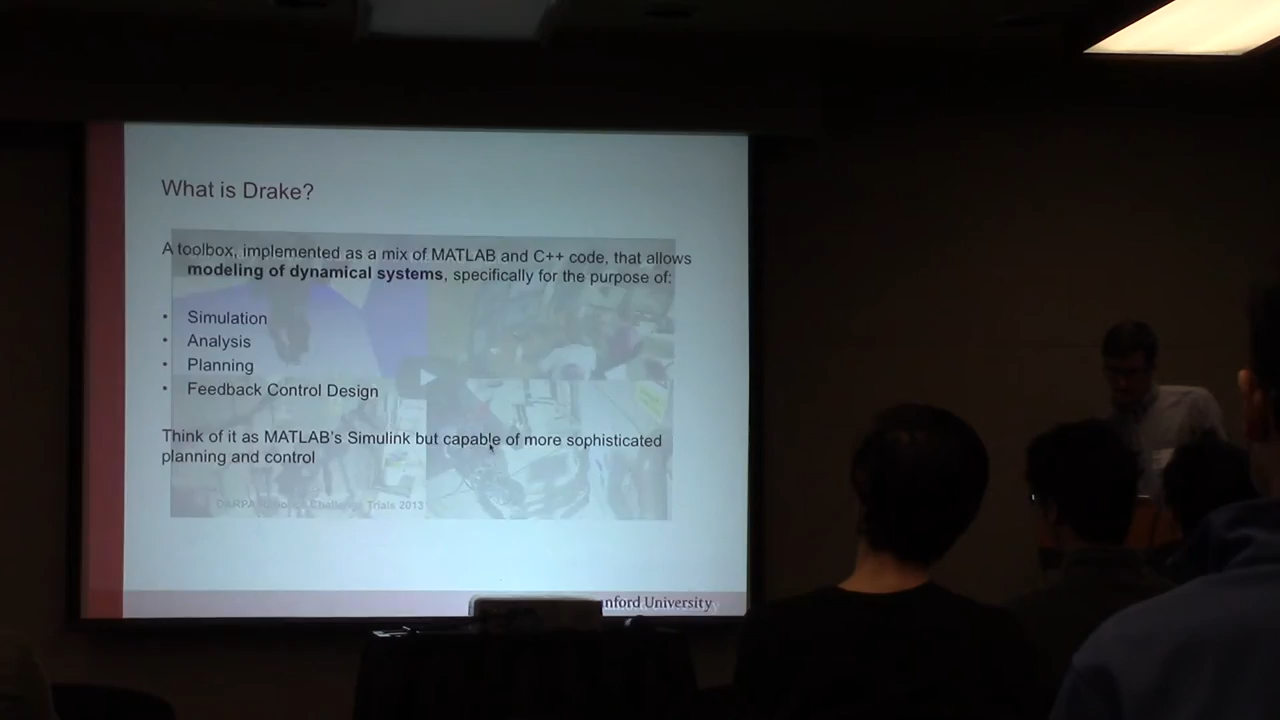 What is Drake?
A toolbox, implemented as a mix of MATLAB and C++ code, that allows
modeling of dynamical systems, specifically for the purpose of:
• Simulation
• Analysis
• Planning
• Feedback Control Design
Think of it as MATLAB's Simulink but capable of more sophisticated
planning and control
DARPA Robotics Challenge Trials 2013
nford University